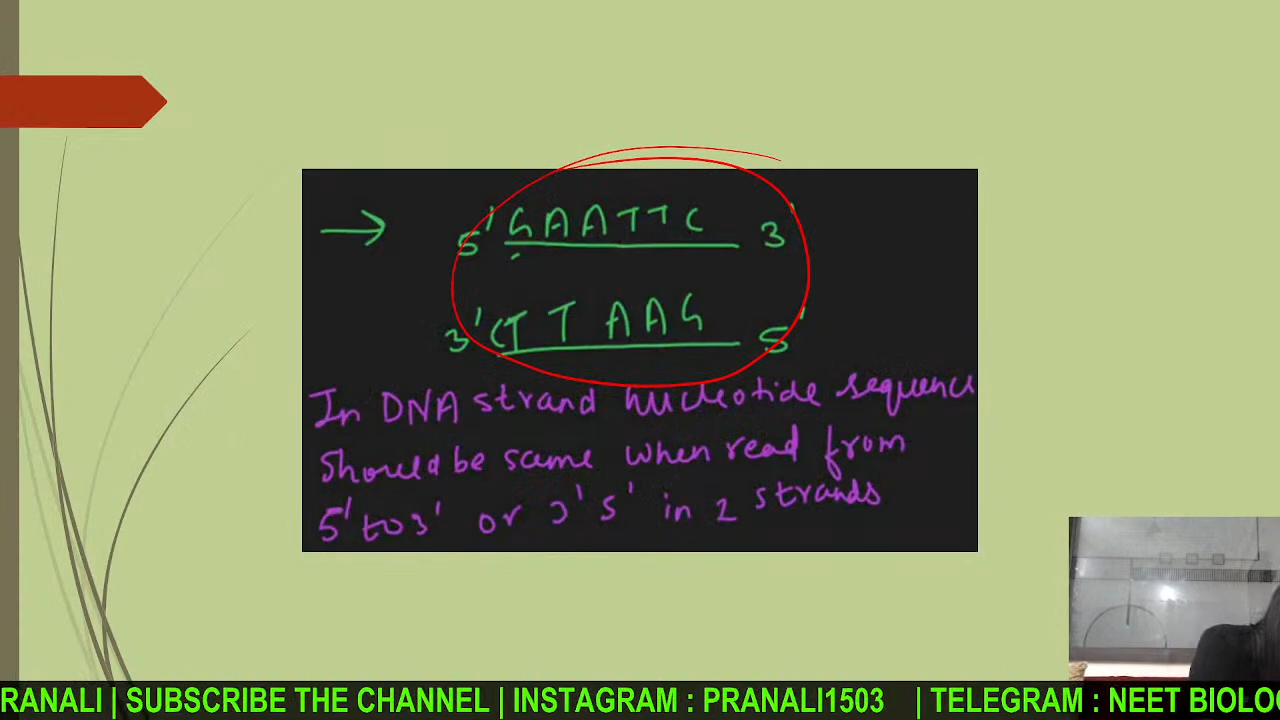 5' GAATTC 3'
3' CTTAAG 5'
In DNA strand nucleotide sequence
should be same when read from
5' to 3' or 3' 5' in 2 strands
RANALI | SUBSCRIBE THE CHANNEL | INSTAGRAM : PRANALI1503 | TELEGRAM : NEET BIOLO